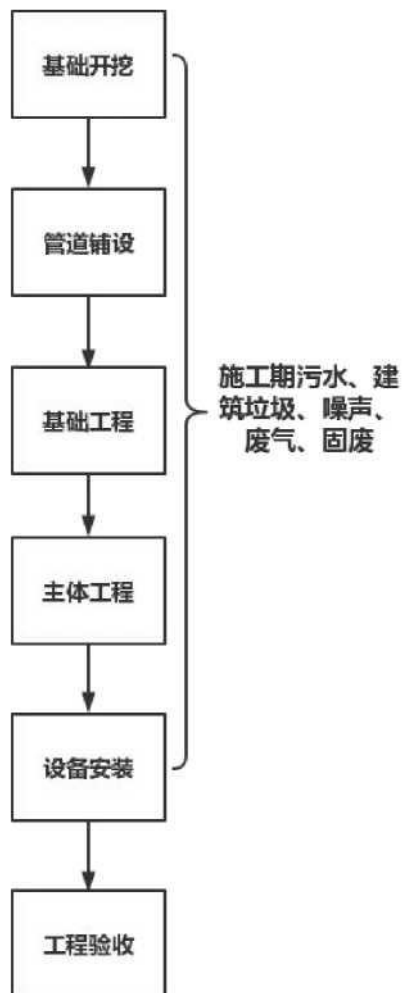 基础开挖
管道铺设
基础工程
主体工程
设备安装
工程验收
施工期污水、建
筑垃圾、噪声、
废气、固废